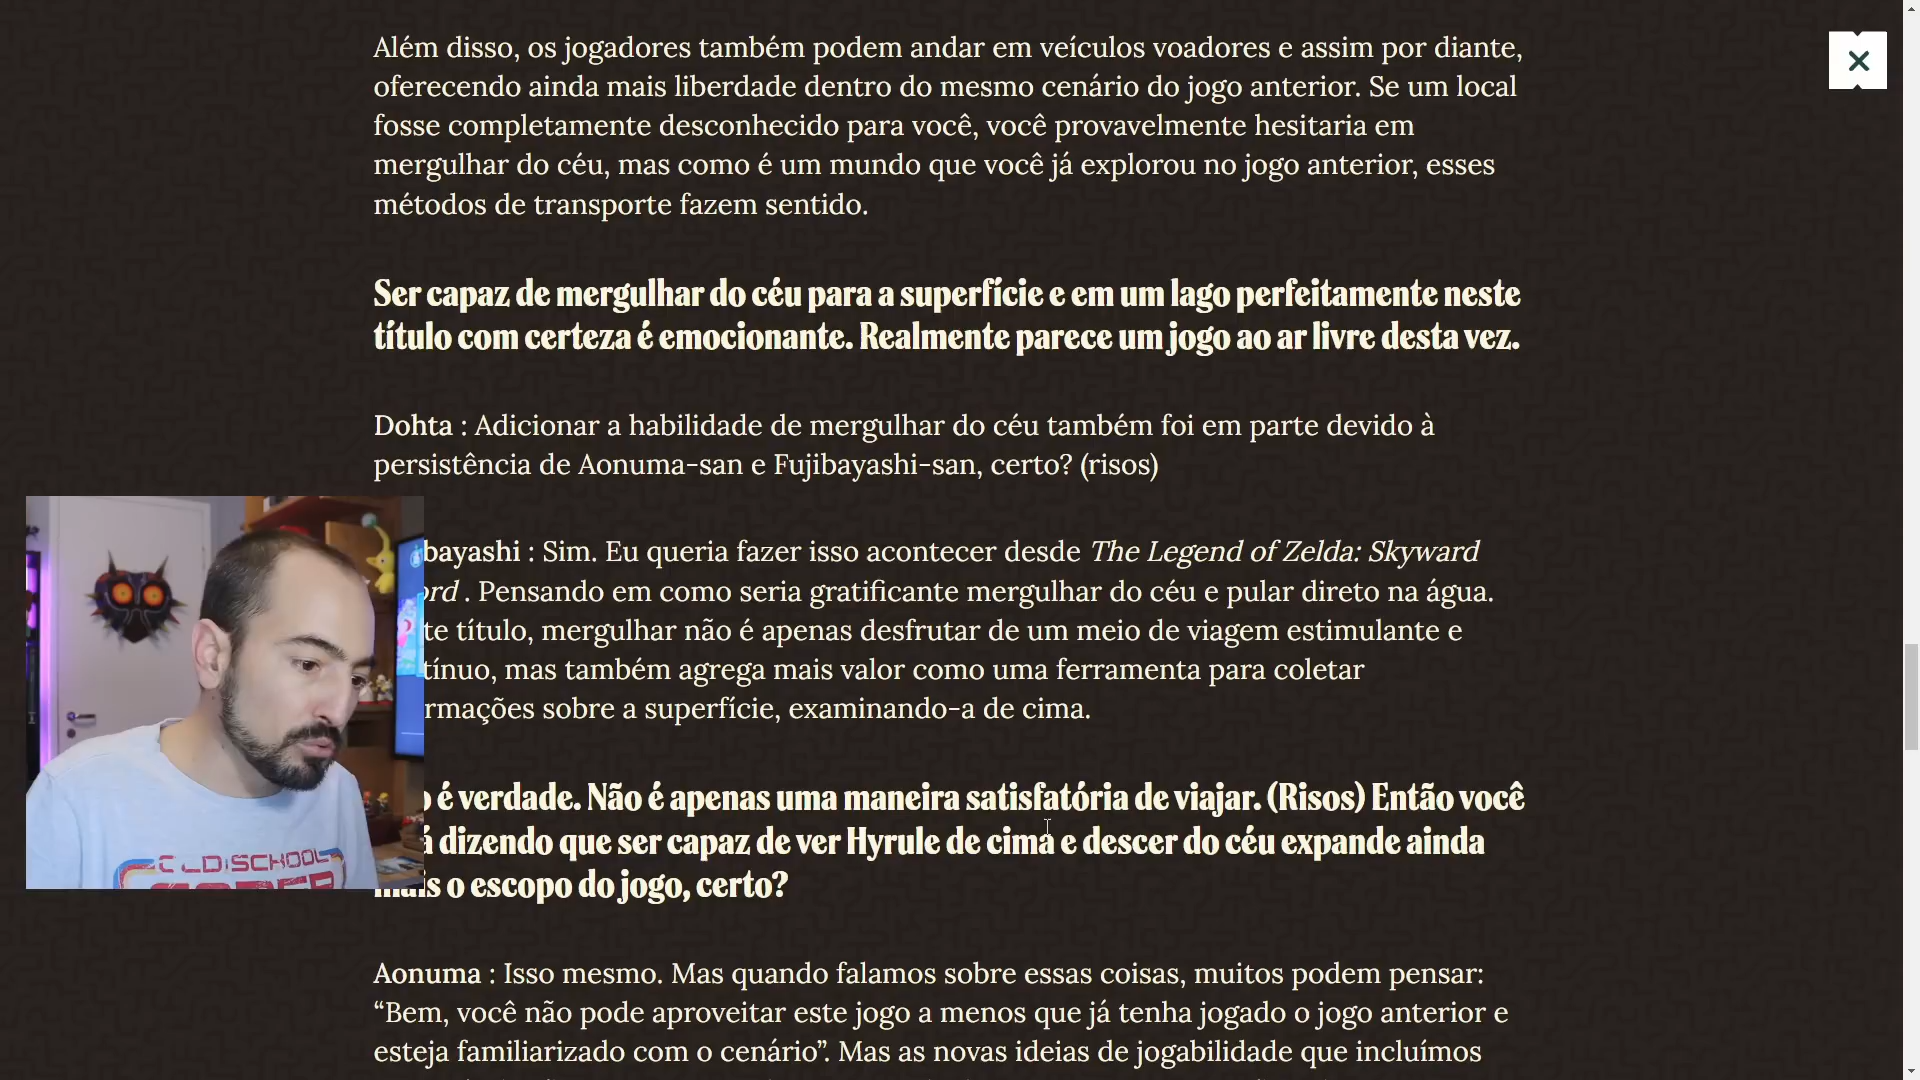 Além disso, os jogadores também podem andar em veículos voadores e assim por diante,
oferecendo ainda mais liberdade dentro do mesmo cenário do jogo anterior. Se um local
fosse completamente desconhecido para você, você provavelmente hesitaria em
mergulhar do céu, mas como é um mundo que você já explorou no jogo anterior, esses
métodos de transporte fazem sentido.
Ser capaz de mergulhar do céu para a superfície e em um lago perfeitamente neste
título com certeza é emocionante. Realmente parece um jogo ao ar livre desta vez.
Dohta : Adicionar a habilidade de mergulhar do céu também foi em parte devido à
persistência de Aonuma-san e Fujibayashi-san, certo? (risos)
bayashi : Sim. Eu queria fazer isso acontecer desde The Legend of Zelda: Skyward
ord . Pensando em como seria gratificante mergulhar do céu e pular direto na água.
te título, mergulhar não é apenas desfrutar de um meio de viagem estimulante e
tínuo, mas também agrega mais valor como uma ferramenta para coletar
rmações sobre a superfície, examinando-a de cima.
o é verdade. Não é apenas uma maneira satisfatória de viajar. (Risos) Então você
á dizendo que ser capaz de ver Hyrule de cima e descer do céu expande ainda
mais o escopo do jogo, certo?
OLD SCHOOL
Aonuma : Isso mesmo. Mas quando falamos sobre essas coisas, muitos podem pensar:
“Bem, você não pode aproveitar este jogo a menos que já tenha jogado o jogo anterior e
esteja familiarizado com o cenário”. Mas as novas ideias de jogabilidade que incluímos